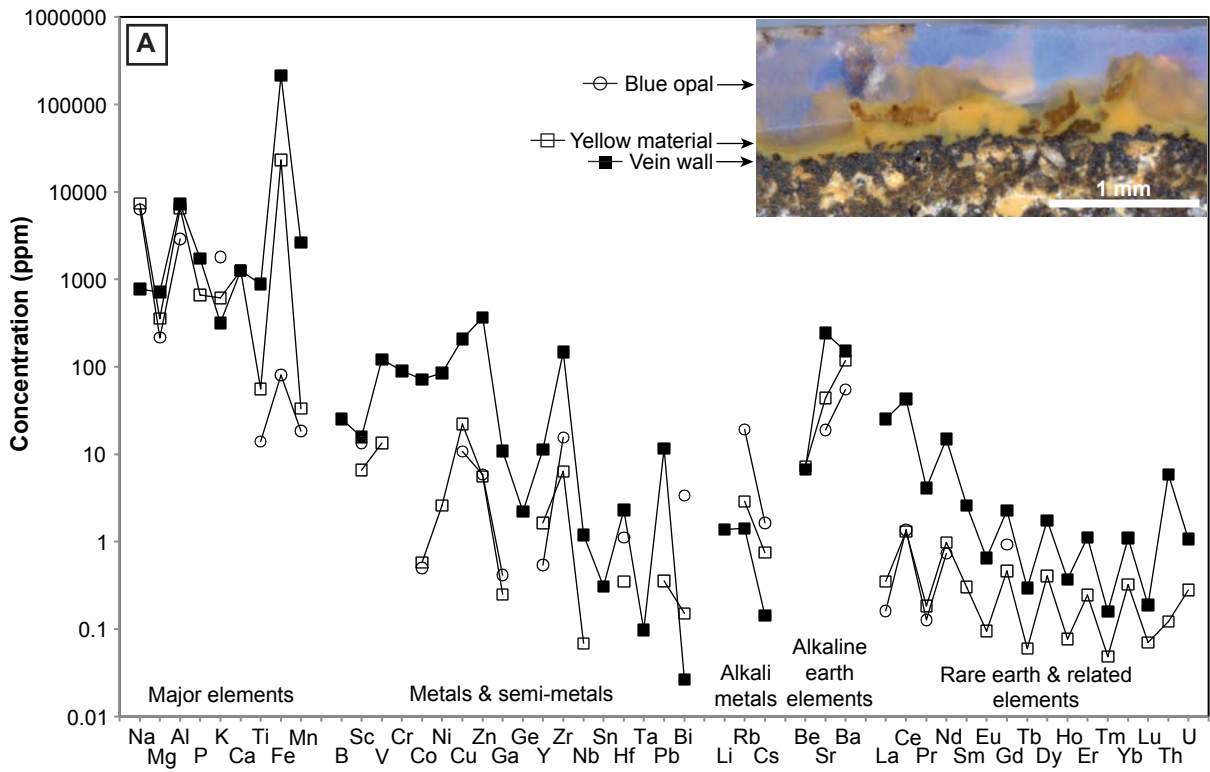 A
1000000
100000
10000
1000
100
10
1
0.1
0.01
Concentration (ppm)
Blue opal
Yellow material
Vein wall
1 mm
Major elements
Metals & semi-metals
Alkali
metals
Alkaline
earth
elements
Rare earth & related
elements
Na Al K Ti Mn Sc Cr Ni Zn Ge Zr Sn Ta Bi Rb Be Ba Ce Nd Eu Tb Ho Tm Lu U
Mg P Ca Fe B V Co Cu Ga Y Nb Hf Pb Li Cs Sr La Pr Sm Gd Dy Er Yb Th